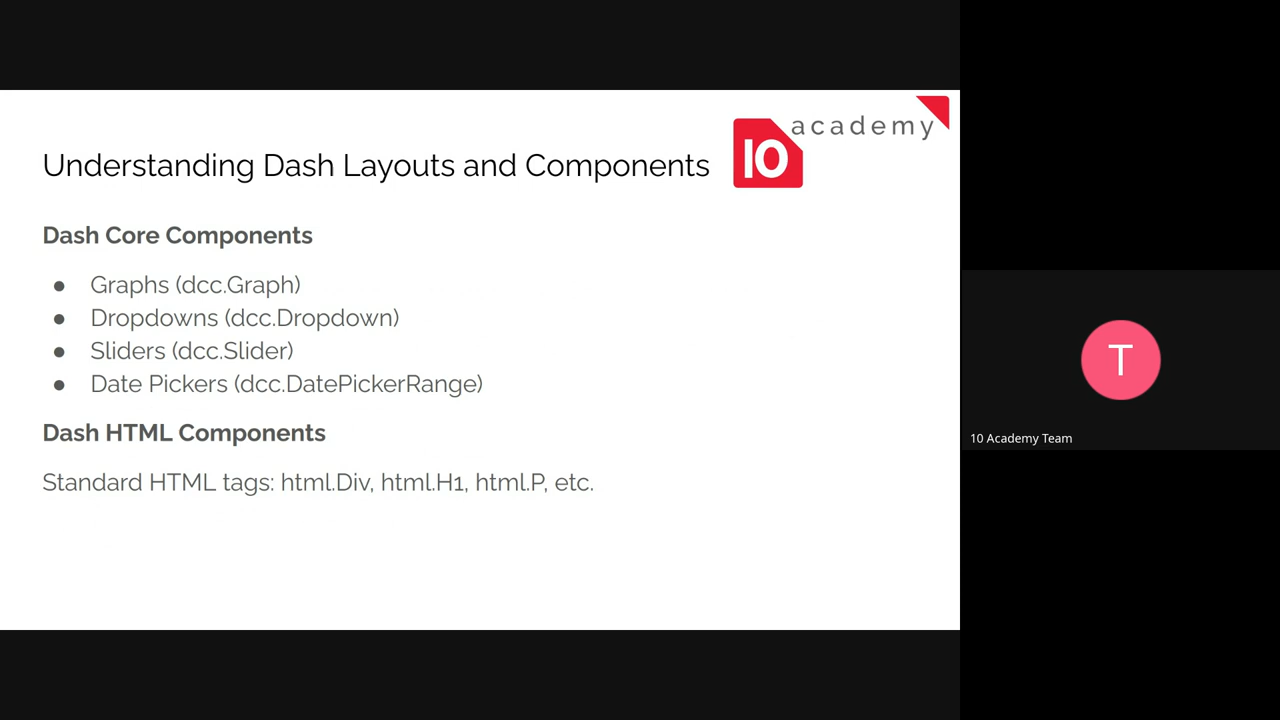 10 academy
Understanding Dash Layouts and Components
Dash Core Components
● Graphs (dcc.Graph)
● Dropdowns (dcc.Dropdown)
● Sliders (dcc.Slider)
● Date Pickers (dcc.DatePickerRange)
Dash HTML Components
Standard HTML tags: html.Div, html.H1, html.P, etc.
T
10 Academy Team